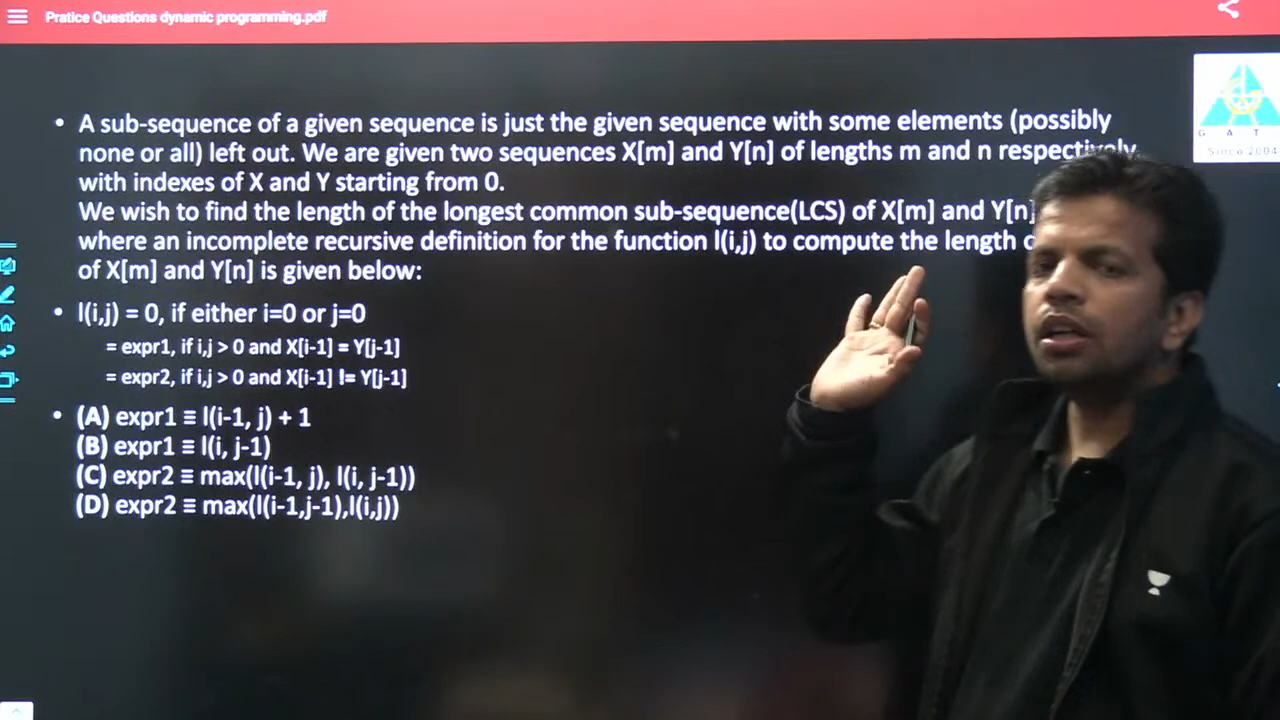 Pratice Questions dynamic programming.pdf
G A T
Since 2004
• A sub-sequence of a given sequence is just the given sequence with some elements (possibly
none or all) left out. We are given two sequences X[m] and Y[n] of lengths m and n respectively
with indexes of X and Y starting from 0.
We wish to find the length of the longest common sub-sequence(LCS) of X[m] and Y[n]
where an incomplete recursive definition for the function l(i,j) to compute the length
of X[m] and Y[n] is given below:
• l(i,j) = 0, if either i=0 or j=0
= expr1, if i,j > 0 and X[i-1] = Y[j-1]
= expr2, if i,j > 0 and X[i-1] != Y[j-1]
• (A) expr1 ≡ l(i-1, j) + 1
(B) expr1 ≡ l(i, j-1)
(C) expr2 ≡ max(l(i-1, j), l(i, j-1))
(D) expr2 ≡ max(l(i-1,j-1),l(i,j))